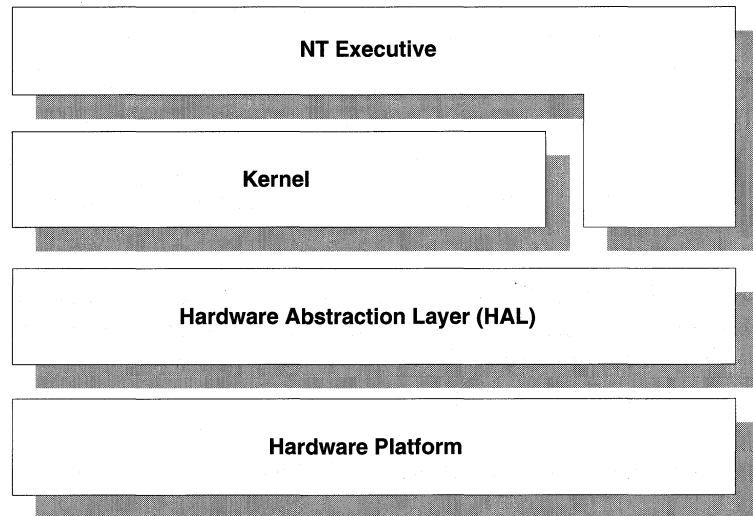 NT Executive
Kernel
Hardware Abstraction Layer (HAL)
Hardware Platform